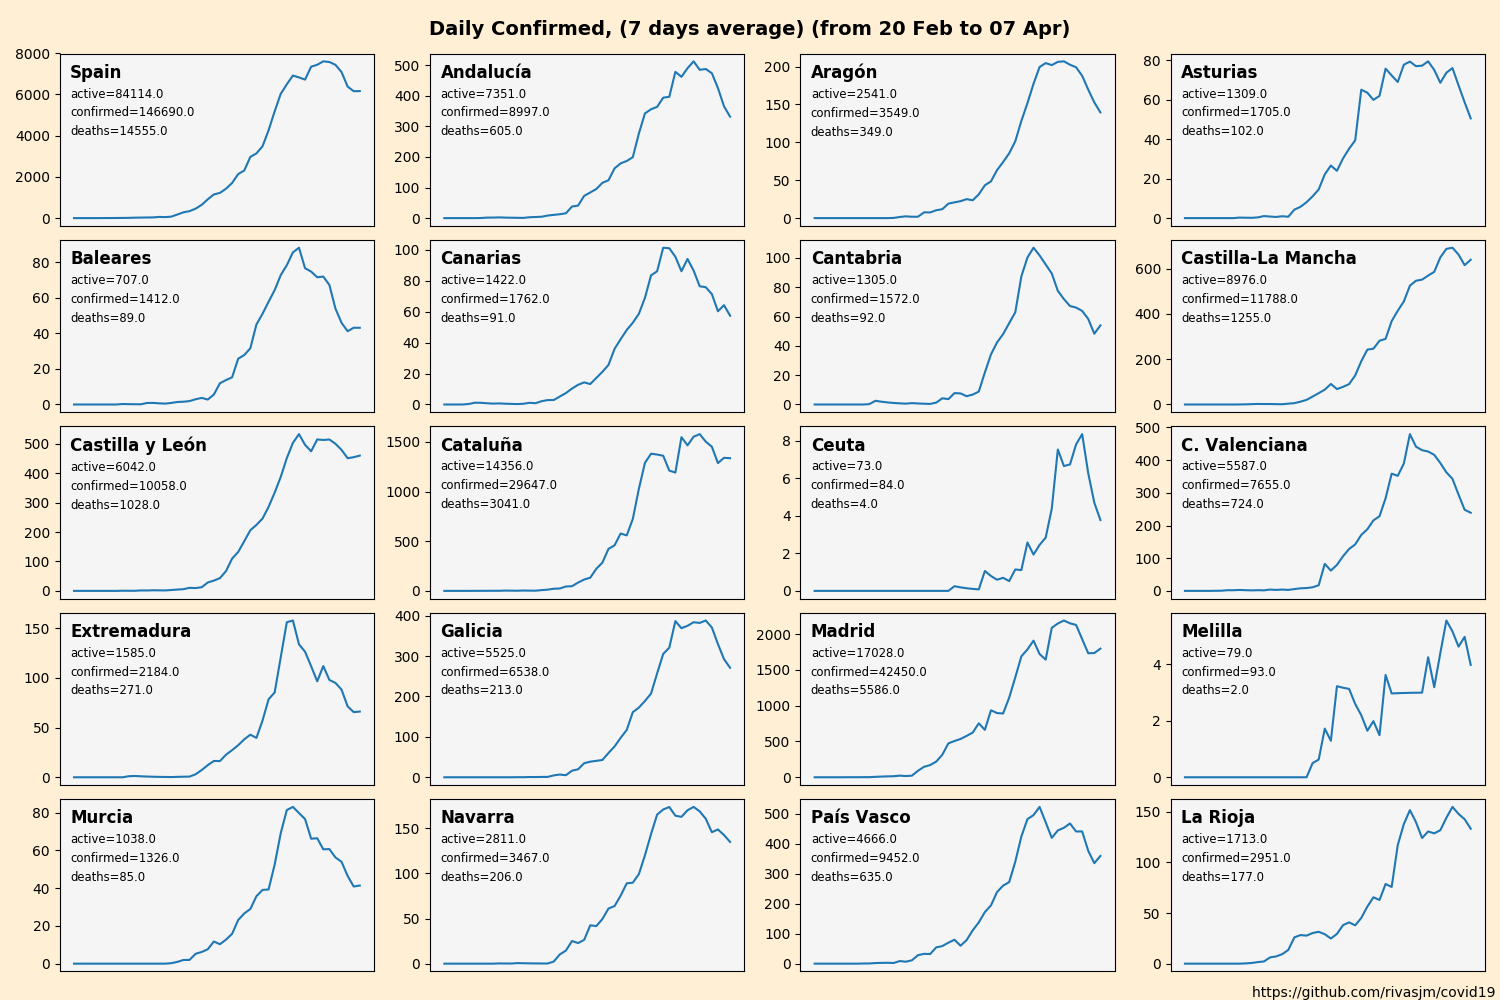 Daily Confirmed, (7 days average) (from 20 Feb to 07 Apr)
8000
6000
4000
2000
0
Spain
active=84114.0
confirmed=146690.0
deaths=14555.0
500
400
300
200
100
0
Andalucía
active=7351.0
confirmed=8997.0
deaths=605.0
200
150
100
50
0
Aragón
active=2541.0
confirmed=3549.0
deaths=349.0
80
60
40
20
0
Asturias
active=1309.0
confirmed=1705.0
deaths=102.0
80
60
40
20
0
Baleares
active=707.0
confirmed=1412.0
deaths=89.0
100
80
60
40
20
0
Canarias
active=1422.0
confirmed=1762.0
deaths=91.0
100
80
60
40
20
0
Cantabria
active=1305.0
confirmed=1572.0
deaths=92.0
600
400
200
0
Castilla-La Mancha
active=8976.0
confirmed=11788.0
deaths=1255.0
500
400
300
200
100
0
Castilla y León
active=6042.0
confirmed=10058.0
deaths=1028.0
1500
1000
500
0
Cataluña
active=14356.0
confirmed=29647.0
deaths=3041.0
8
6
4
2
0
Ceuta
active=73.0
confirmed=84.0
deaths=4.0
500
400
300
200
100
0
C. Valenciana
active=5587.0
confirmed=7655.0
deaths=724.0
150
100
50
0
Extremadura
active=1585.0
confirmed=2184.0
deaths=271.0
400
300
200
100
0
Galicia
active=5525.0
confirmed=6538.0
deaths=213.0
2000
1500
1000
500
0
Madrid
active=17028.0
confirmed=42450.0
deaths=5586.0
4
2
0
Melilla
active=79.0
confirmed=93.0
deaths=2.0
80
60
40
20
0
Murcia
active=1038.0
confirmed=1326.0
deaths=85.0
150
100
50
0
Navarra
active=2811.0
confirmed=3467.0
deaths=206.0
500
400
300
200
100
0
País Vasco
active=4666.0
confirmed=9452.0
deaths=635.0
150
100
50
0
La Rioja
active=1713.0
confirmed=2951.0
deaths=177.0
https://github.com/rivasjm/covid19